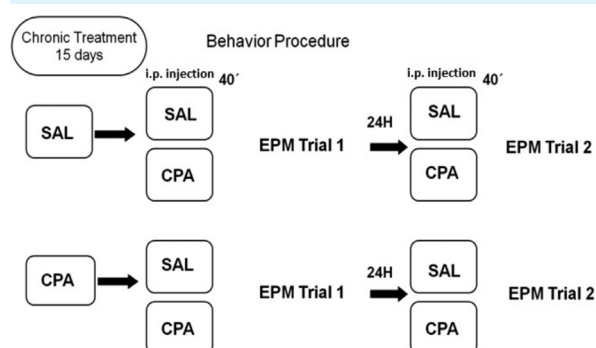 Chronic Treatment
15 days
Behavior Procedure
i.p. injection 40´
i.p. injection 40´
SAL
SAL
CPA
EPM Trial 1
24H
SAL
CPA
EPM Trial 2
CPA
SAL
CPA
EPM Trial 1
24H
SAL
CPA
EPM Trial 2